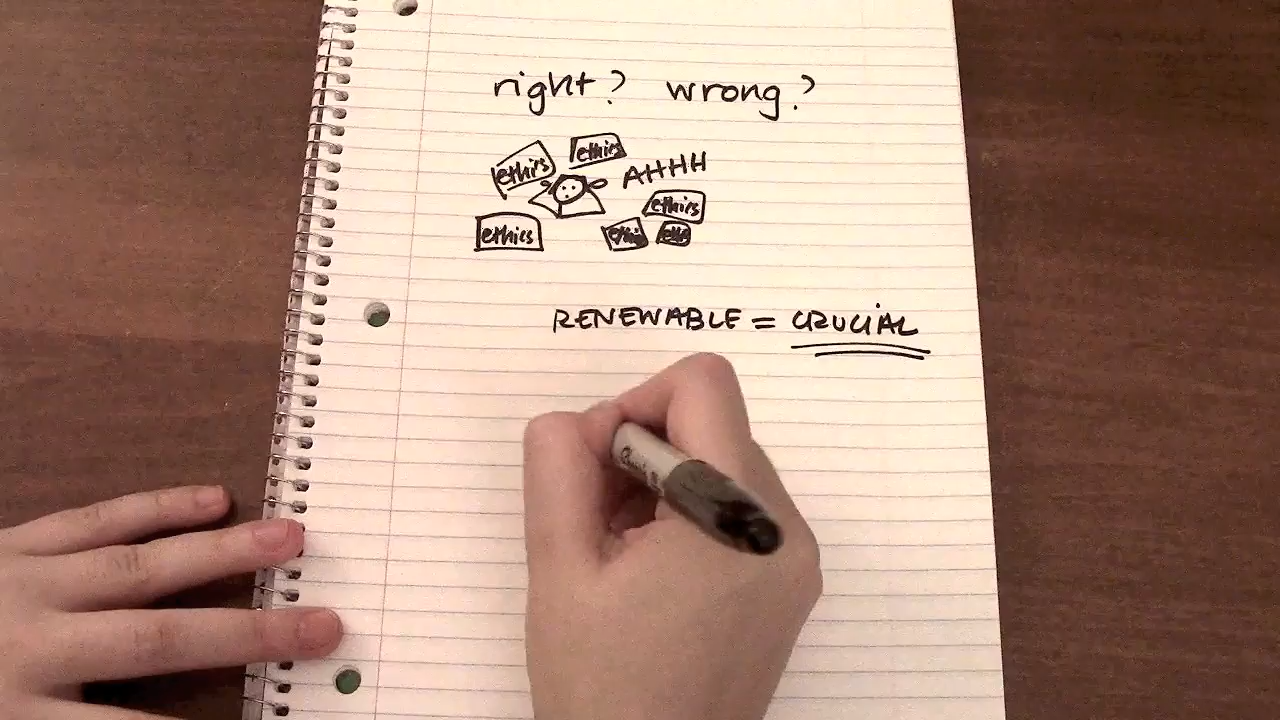 right? wrong?
ethics ethics AHHH
ethics
ethics
RENEWABLE = CRUCIAL